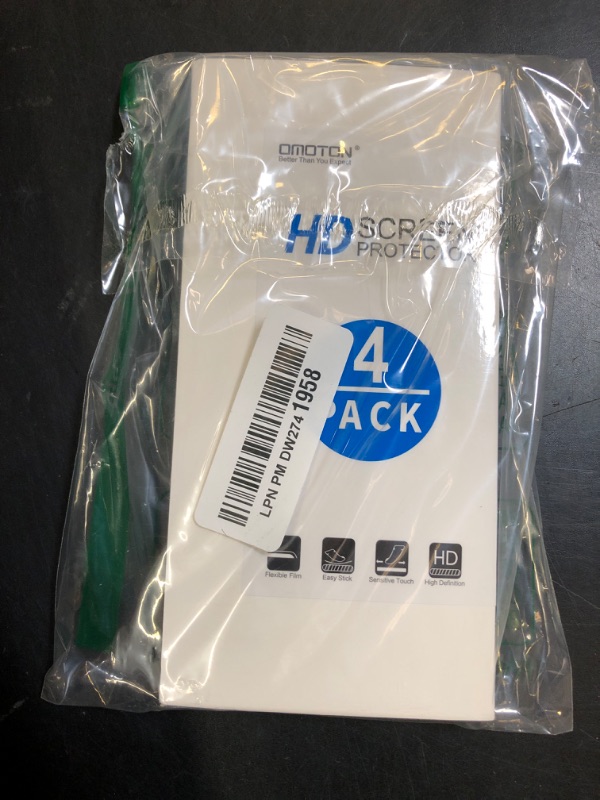 OMOTON®
Better Than You Expect
HD SCREEN
PROTECTOR
4
PACK
LPN PM DW2741958
Flexible Film
Easy Stick
Sensitive Touch
HD
High Definition